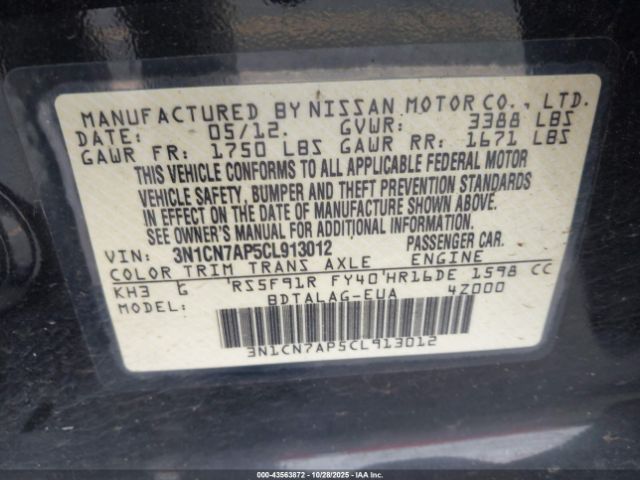 MANUFACTURED BY NISSAN MOTOR CO., LTD.
DATE: 05/12. GVWR: 3388 LBS
GAWR FR: 1750 LBS GAWR RR: 1671 LBS
THIS VEHICLE CONFORMS TO ALL APPLICABLE FEDERAL MOTOR
VEHICLE SAFETY, BUMPER AND THEFT PREVENTION STANDARDS
IN EFFECT ON THE DATE OF MANUFACTURE SHOWN ABOVE.
SEE OWNER'S MANUAL FOR ADDITIONAL INFORMATION.
VIN: 3N1CN7AP5CL913012 PASSENGER CAR.
COLOR TRIM TRANS AXLE ENGINE
KH3 G 'RS5F91R FY40'HR16DE 1598 CC
MODEL: BDTALAG-EUA 4Z000
3N1CN7AP5CL913012
000-43563872 | 10/28/2025 | IAA Inc.